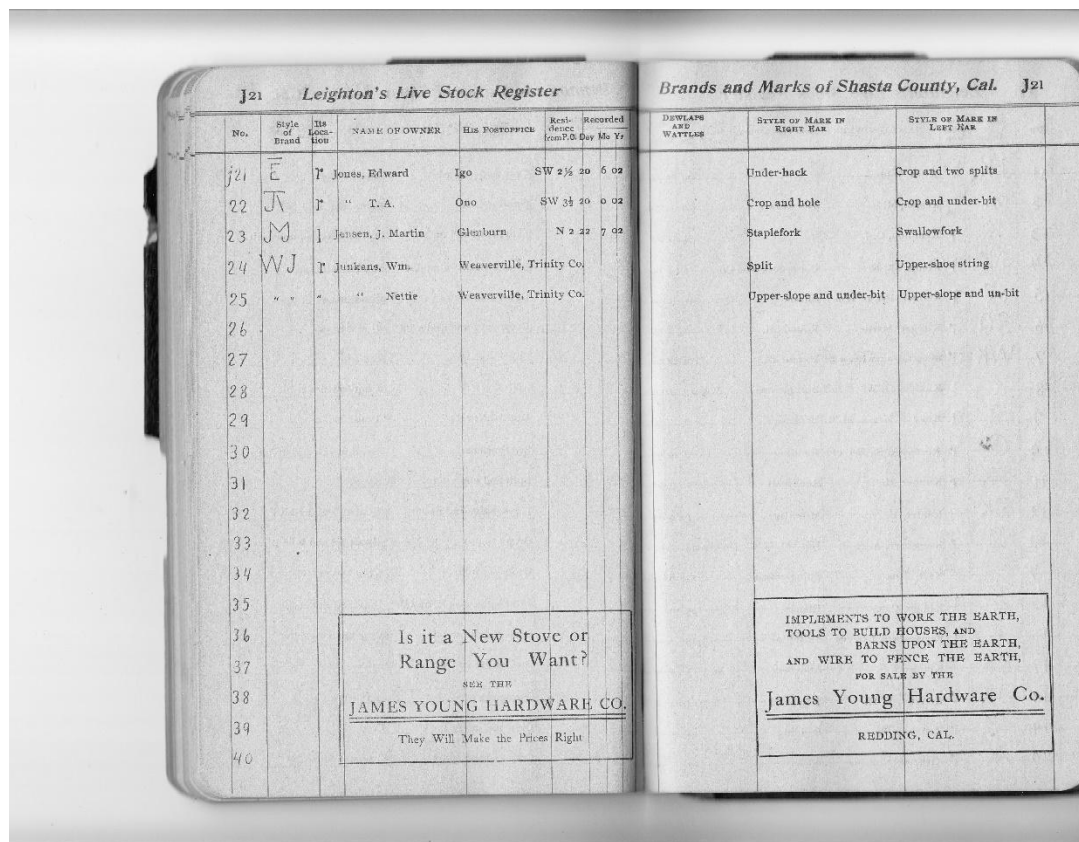 J21 Leighton's Live Stock Register
No. Style of Brand Its Location NAME OF OWNER HIS POSTOFFICE Residence from P.O. Recorded Day Mo Yr
j21 E r Jones, Edward Igo SW 2½ 20 6 02
22 JA r " T. A. Ono SW 3½ 20 6 02
23 MJ l Jensen, J. Martin Glenburn N 2 22 7 02
24 WJ r Junkans, Wm. Weaverville, Trinity Co.
25 " " " " Nettie Weaverville, Trinity Co.
26
27
28
29
30
31
32
33
34
35
36
37
38
39
40
Is it a New Stove or
Range You Want?
SEE THE
JAMES YOUNG HARDWARE CO.
They Will Make the Prices Right
Brands and Marks of Shasta County, Cal. J21
DEWLAPS AND WATTLES STYLE OF MARK IN RIGHT EAR STYLE OF MARK IN LEFT EAR
Under-hack Crop and two splits
Crop and hole Crop and under-bit
Staplefork Swallowfork
Split Upper-shoe string
Upper-slope and under-bit Upper-slope and un-bit
IMPLEMENTS TO WORK THE EARTH,
TOOLS TO BUILD HOUSES, AND
BARNS UPON THE EARTH,
AND WIRE TO FENCE THE EARTH,
FOR SALE BY THE
James Young Hardware Co.
REDDING, CAL.